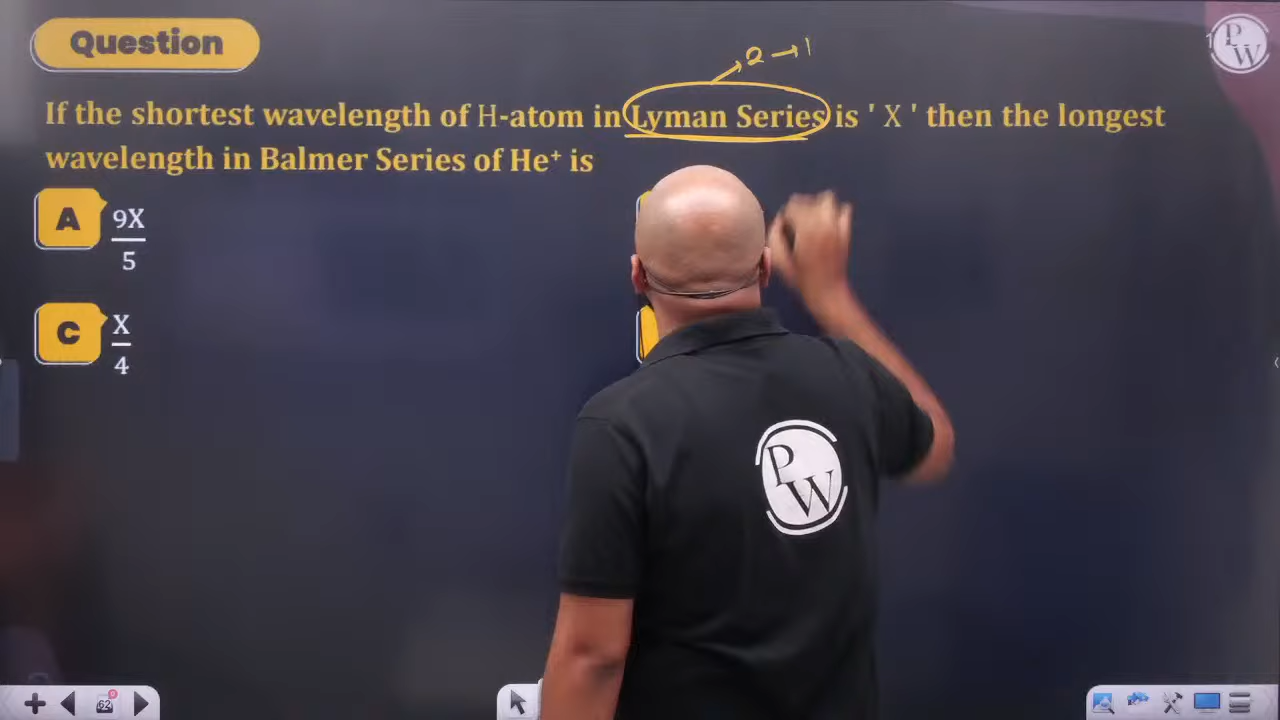 Question
2 → 1
PW
If the shortest wavelength of H-atom in Lyman Series is ' X ' then the longest
wavelength in Balmer Series of He⁺ is
A 9X/5
C X/4
PW
62